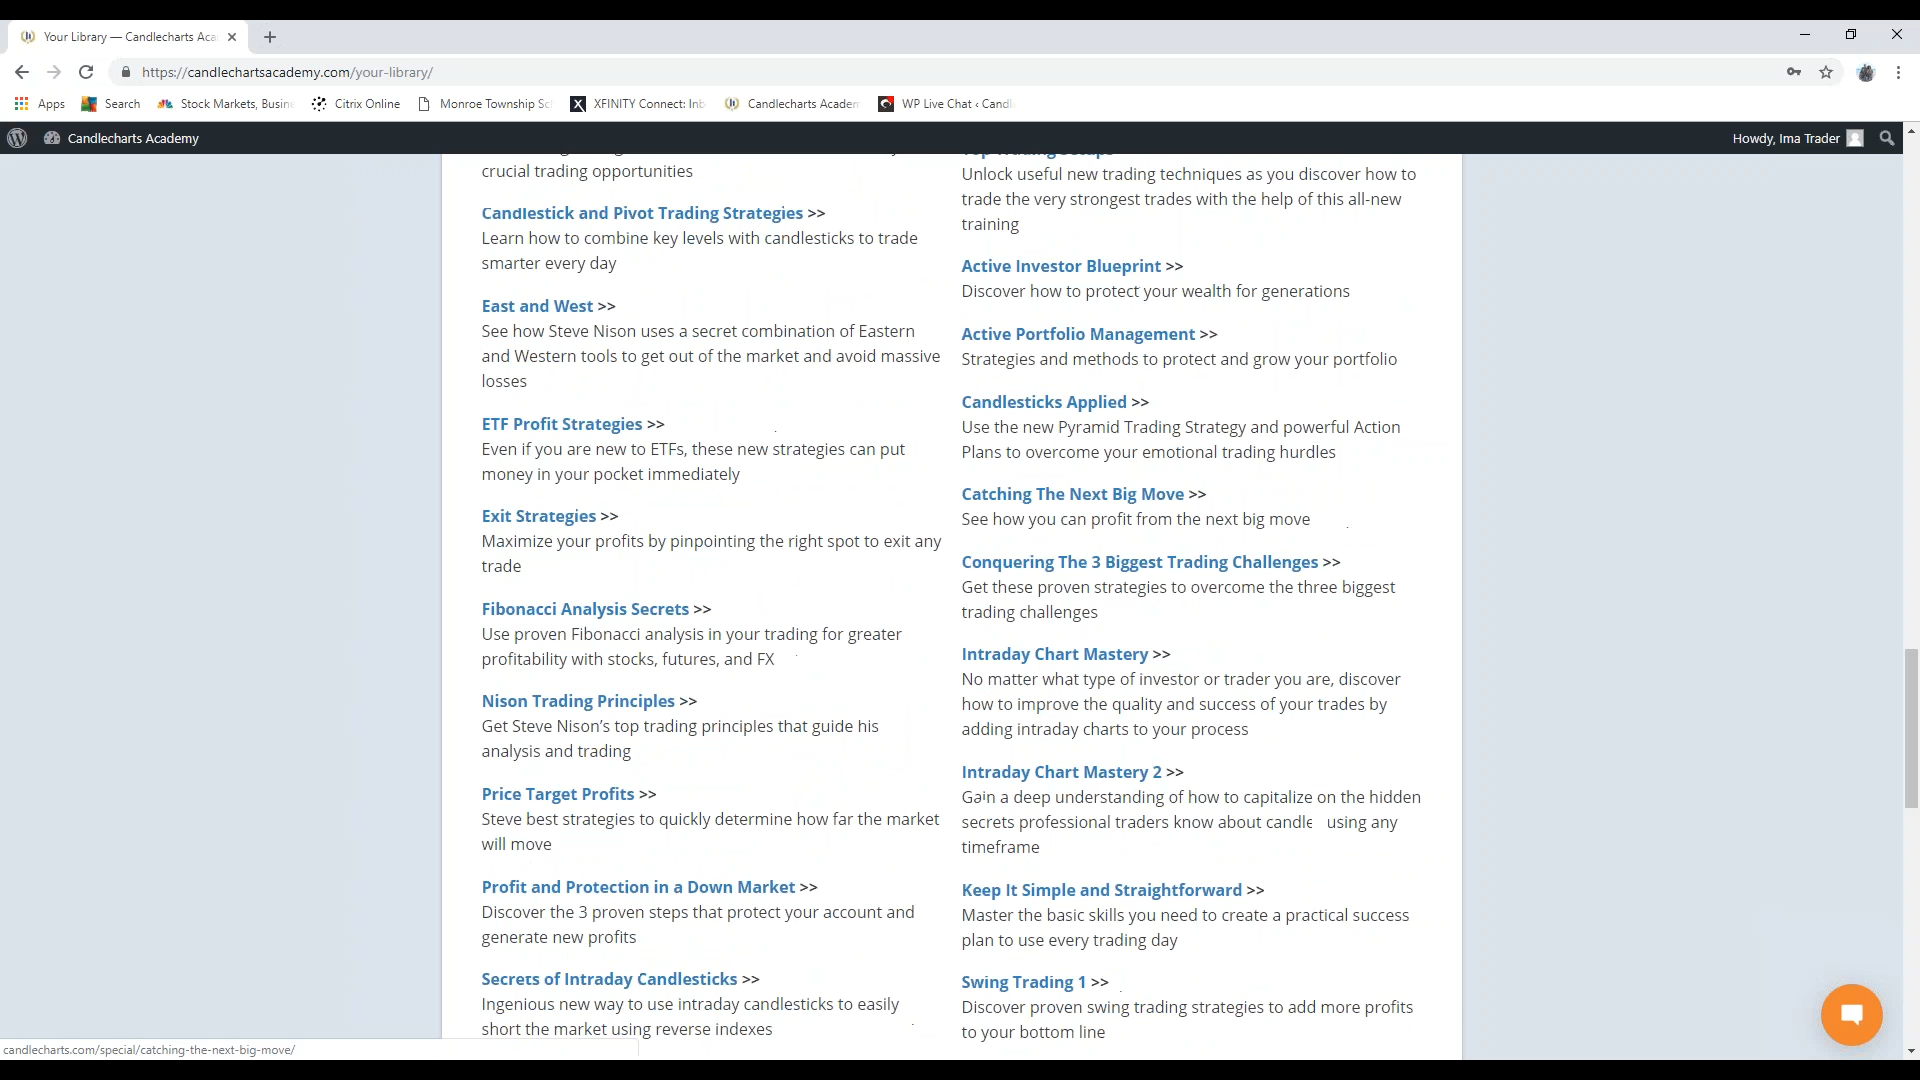 Your Library — Candlecharts Aca
https://candlechartsacademy.com/your-library/
Apps
Search
Stock Markets, Busin
Citrix Online
Monroe Township Sc
XFINITY Connect: Inb
Candlecharts Academ
WP Live Chat ‹ Candl
Candlecharts Academy
Howdy, Ima Trader
crucial trading opportunities
Candlestick and Pivot Trading Strategies >>
Learn how to combine key levels with candlesticks to trade
smarter every day
East and West >>
See how Steve Nison uses a secret combination of Eastern
and Western tools to get out of the market and avoid massive
losses
ETF Profit Strategies >>
Even if you are new to ETFs, these new strategies can put
money in your pocket immediately
Exit Strategies >>
Maximize your profits by pinpointing the right spot to exit any
trade
Fibonacci Analysis Secrets >>
Use proven Fibonacci analysis in your trading for greater
profitability with stocks, futures, and FX
Nison Trading Principles >>
Get Steve Nison's top trading principles that guide his
analysis and trading
Price Target Profits >>
Steve best strategies to quickly determine how far the market
will move
Profit and Protection in a Down Market >>
Discover the 3 proven steps that protect your account and
generate new profits
Secrets of Intraday Candlesticks >>
Ingenious new way to use intraday candlesticks to easily
short the market using reverse indexes
Top Trading Setups
Unlock useful new trading techniques as you discover how to
trade the very strongest trades with the help of this all-new
training
Active Investor Blueprint >>
Discover how to protect your wealth for generations
Active Portfolio Management >>
Strategies and methods to protect and grow your portfolio
Candlesticks Applied >>
Use the new Pyramid Trading Strategy and powerful Action
Plans to overcome your emotional trading hurdles
Catching The Next Big Move >>
See how you can profit from the next big move
Conquering The 3 Biggest Trading Challenges >>
Get these proven strategies to overcome the three biggest
trading challenges
Intraday Chart Mastery >>
No matter what type of investor or trader you are, discover
how to improve the quality and success of your trades by
adding intraday charts to your process
Intraday Chart Mastery 2 >>
Gain a deep understanding of how to capitalize on the hidden
secrets professional traders know about candle using any
timeframe
Keep It Simple and Straightforward >>
Master the basic skills you need to create a practical success
plan to use every trading day
Swing Trading 1 >>
Discover proven swing trading strategies to add more profits
to your bottom line
candlecharts.com/special/catching-the-next-big-move/